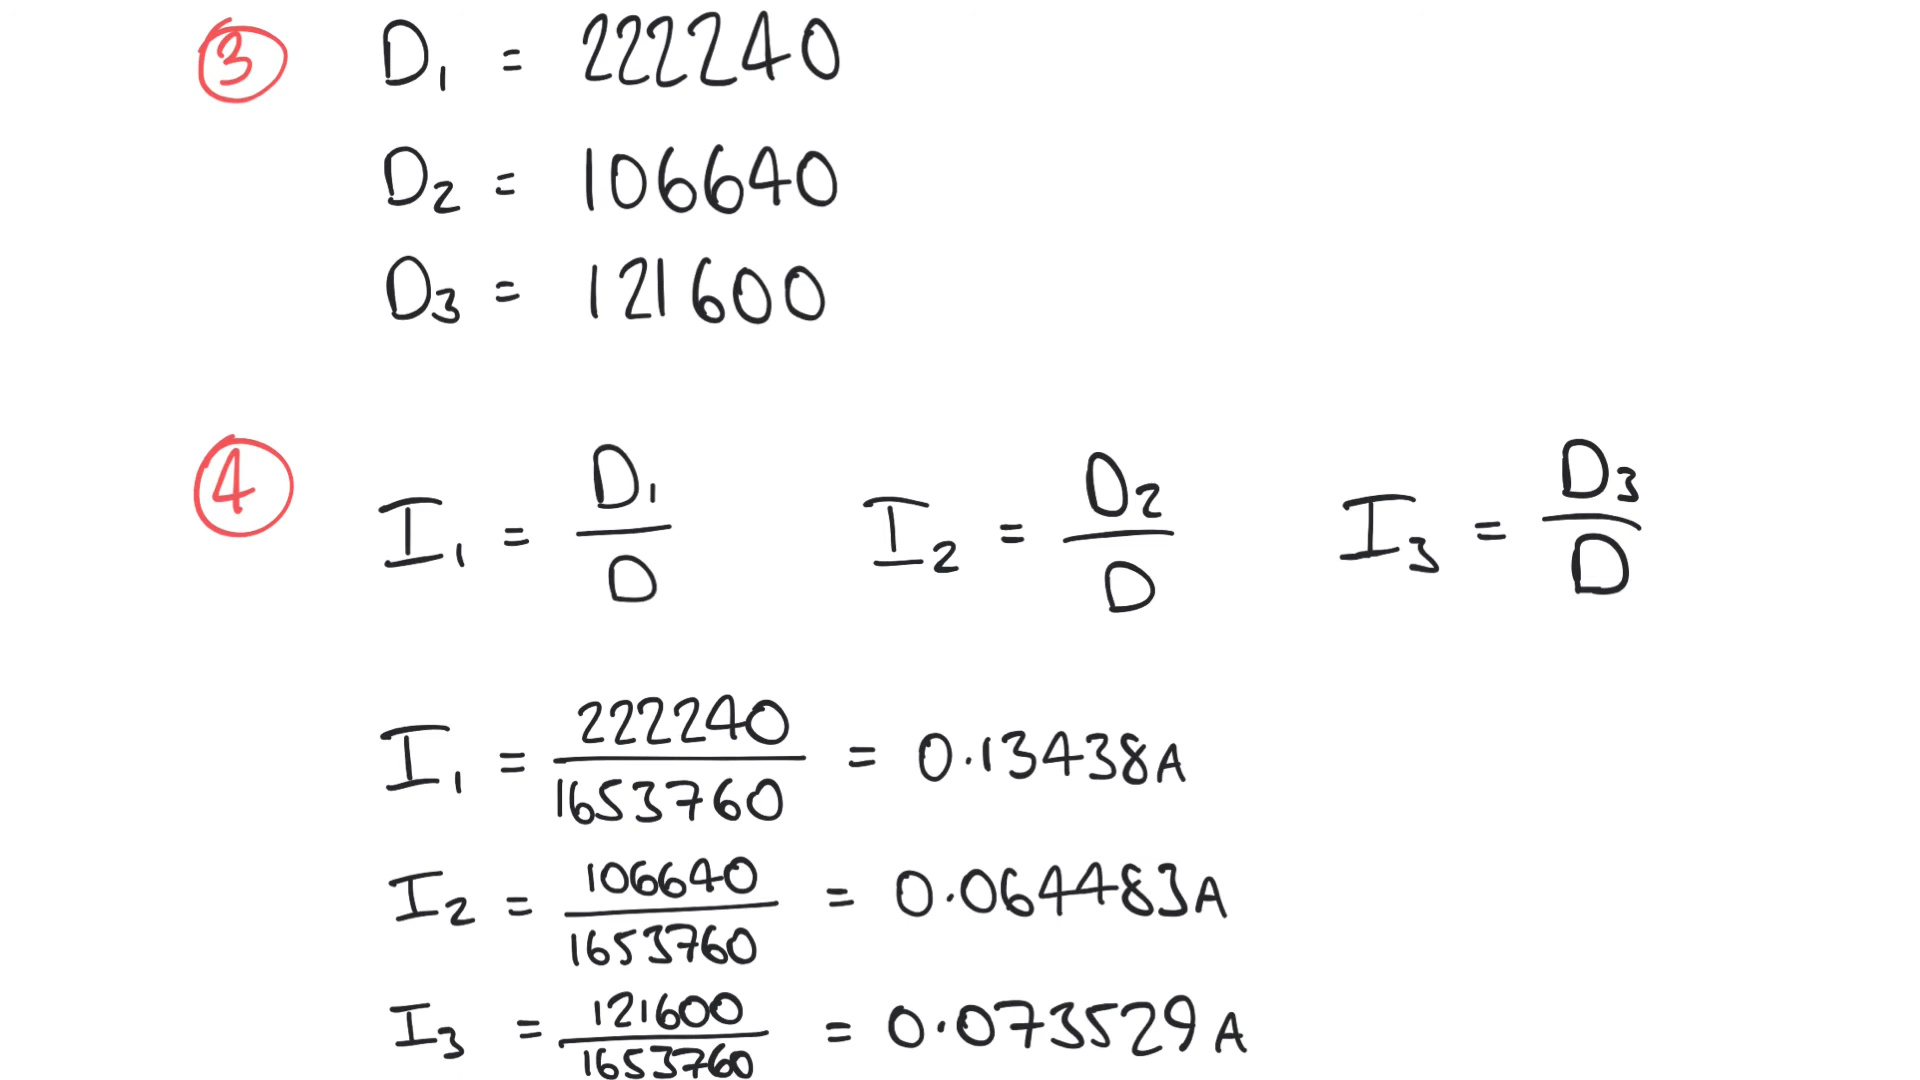 ③ D₁ = 222240
D₂ = 106640
D₃ = 121600
④ I₁ = D₁/D I₂ = D₂/D I₃ = D₃/D
I₁ = 222240/1653760 = 0.13438A
I₂ = 106640/1653760 = 0.064483A
I₃ = 121600/1653760 = 0.073529A